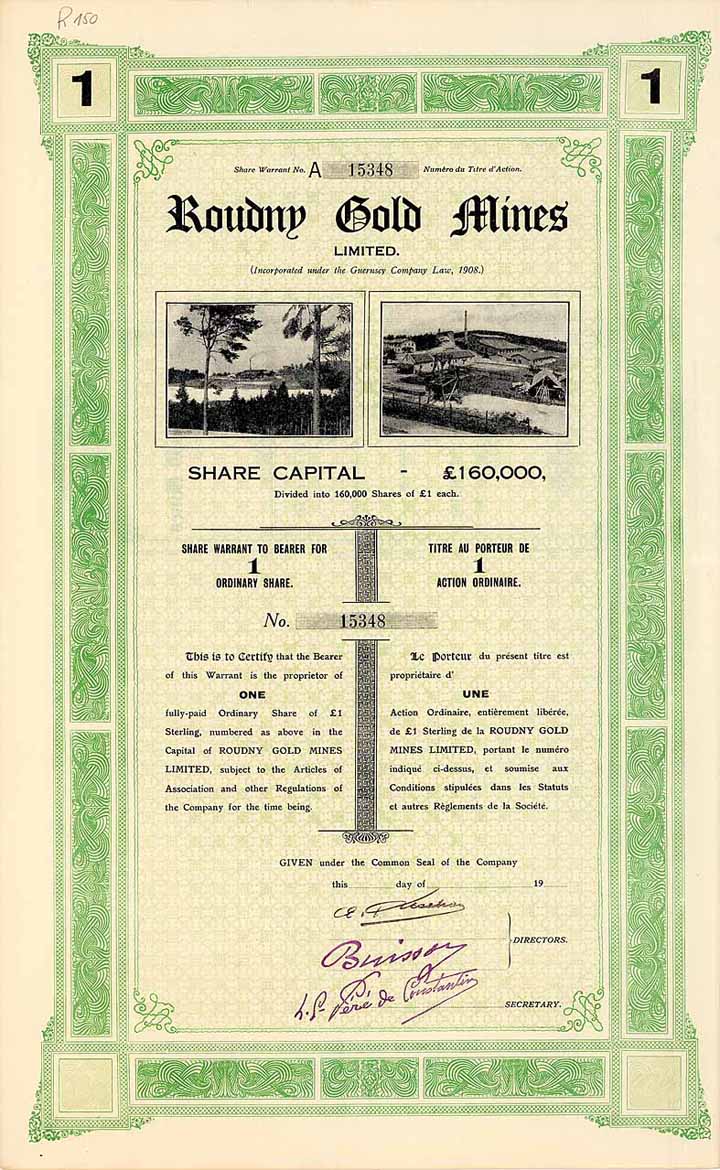 R 150
1 1
Share Warrant No. A 15348 Numéro du Titre d'Action.
Roudny Gold Mines
LIMITED.
(Incorporated under the Guernsey Company Law, 1908.)
SHARE CAPITAL - £160,000,
Divided into 160,000 Shares of £1 each.
SHARE WARRANT TO BEARER FOR
1
ORDINARY SHARE.
TITRE AU PORTEUR DE
1
ACTION ORDINAIRE.
No. 15348
This is to Certify that the Bearer
of this Warrant is the proprietor of
ONE
fully-paid Ordinary Share of £1
Sterling, numbered as above in the
Capital of ROUDNY GOLD MINES
LIMITED, subject to the Articles of
Association and other Regulations of
the Company for the time being.
Le Porteur du présent titre est
propriétaire d'
UNE
Action Ordinaire, entièrement libérée,
de £1 Sterling de la ROUDNY GOLD
MINES LIMITED, portant le numéro
indiqué ci-dessus, et soumise aux
Conditions stipulées dans les Statuts
et autres Règlements de la Société.
GIVEN under the Common Seal of the Company
this day of 19
Buisson
DIRECTORS.
Péré de Constantin
SECRETARY.